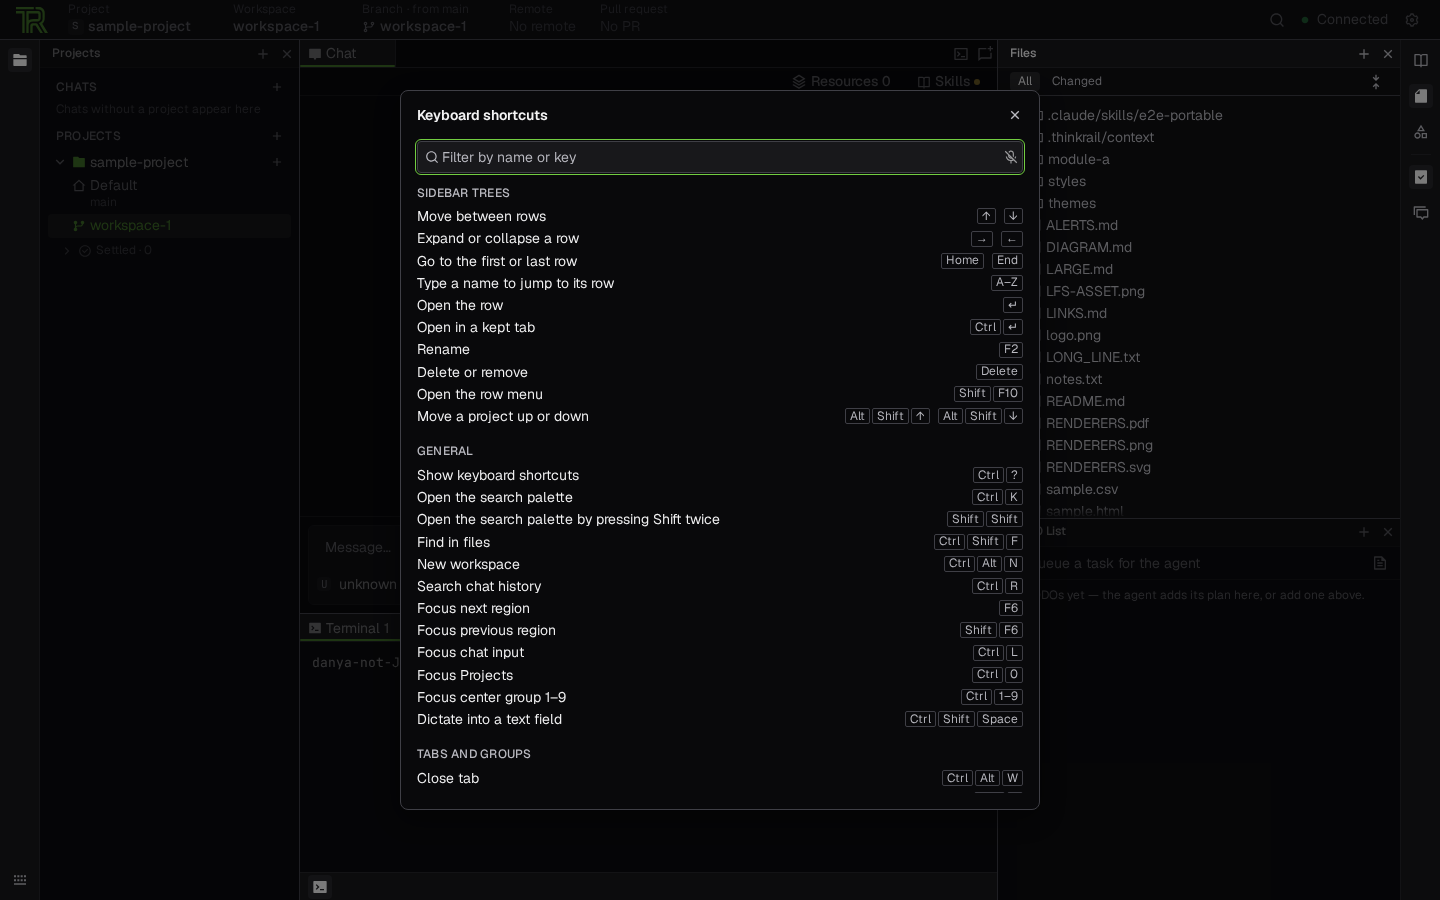 Project
S sample-project
Workspace
workspace-1
Branch · from main
workspace-1
Remote
No remote
Pull request
No PR
Connected
Projects
CHATS
Chats without a project appear here
PROJECTS
sample-project
Default
main
workspace-1
Settled · 0
Chat
Resources 0
Skills
Message...
U unknown
Terminal 1
danya-not-J
Keyboard shortcuts
Filter by name or key
SIDEBAR TREES
Move between rows ↑ ↓
Expand or collapse a row → ←
Go to the first or last row Home End
Type a name to jump to its row A–Z
Open the row ↵
Open in a kept tab Ctrl ↵
Rename F2
Delete or remove Delete
Open the row menu Shift F10
Move a project up or down Alt Shift ↑ Alt Shift ↓
GENERAL
Show keyboard shortcuts Ctrl ?
Open the search palette Ctrl K
Open the search palette by pressing Shift twice Shift Shift
Find in files Ctrl Shift F
New workspace Ctrl Alt N
Search chat history Ctrl R
Focus next region F6
Focus previous region Shift F6
Focus chat input Ctrl L
Focus Projects Ctrl 0
Focus center group 1–9 Ctrl 1–9
Dictate into a text field Ctrl Shift Space
TABS AND GROUPS
Close tab Ctrl Alt W
Files
All
Changed
.claude/skills/e2e-portable
.thinkrail/context
module-a
styles
themes
ALERTS.md
DIAGRAM.md
LARGE.md
LFS-ASSET.png
LINKS.md
logo.png
LONG_LINE.txt
notes.txt
README.md
RENDERERS.pdf
RENDERERS.png
RENDERERS.svg
sample.csv
sample.html
List
ueue a task for the agent
DOs yet — the agent adds its plan here, or add one above.